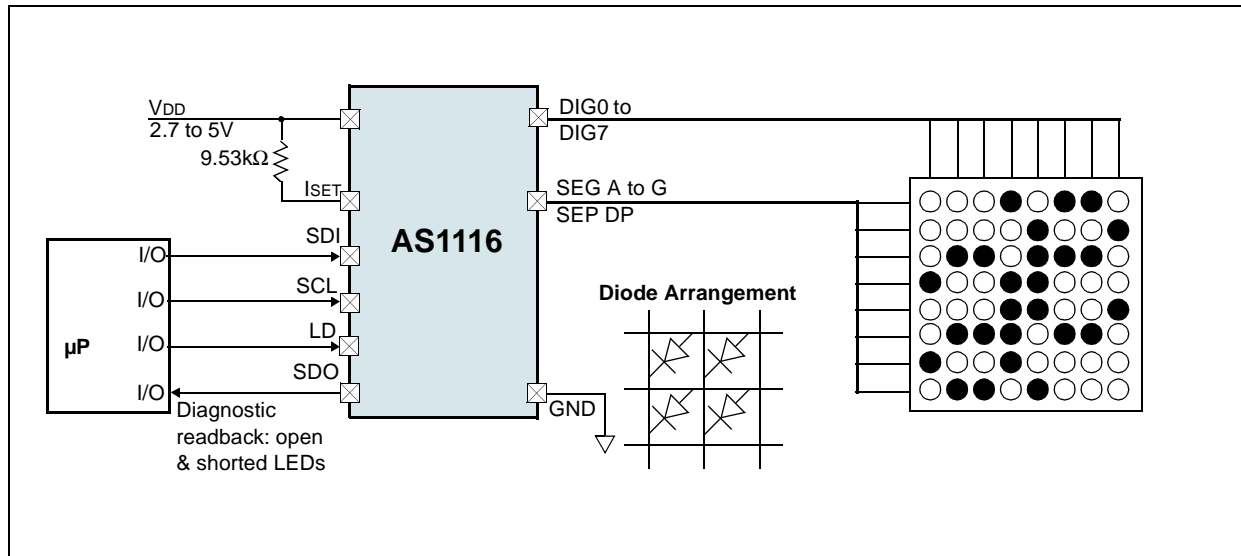 VDD
2.7 to 5V
9.53kΩ
ISET
SDI
SCL
LD
SDO
I/O
I/O
I/O
I/O
µP
Diagnostic
readback: open
& shorted LEDs
AS1116
DIG0 to
DIG7
SEG A to G
SEP DP
GND
Diode Arrangement